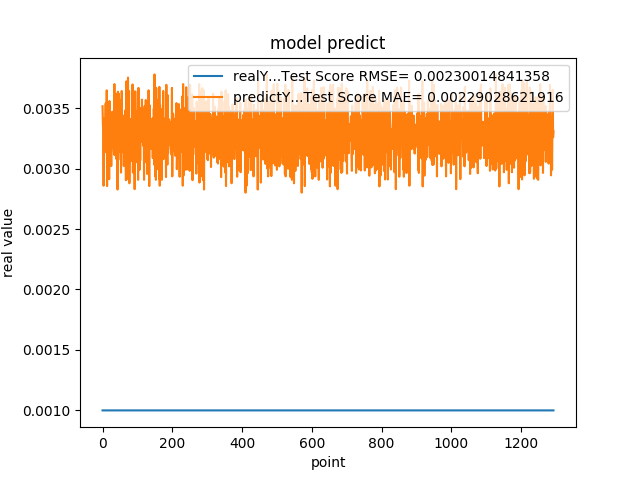 model predict
realY...Test Score RMSE= 0.00230014841358
predictY...Test Score MAE= 0.00229028621916
0.0035
0.0030
0.0025
0.0020
0.0015
0.0010
real value
0 200 400 600 800 1000 1200
point